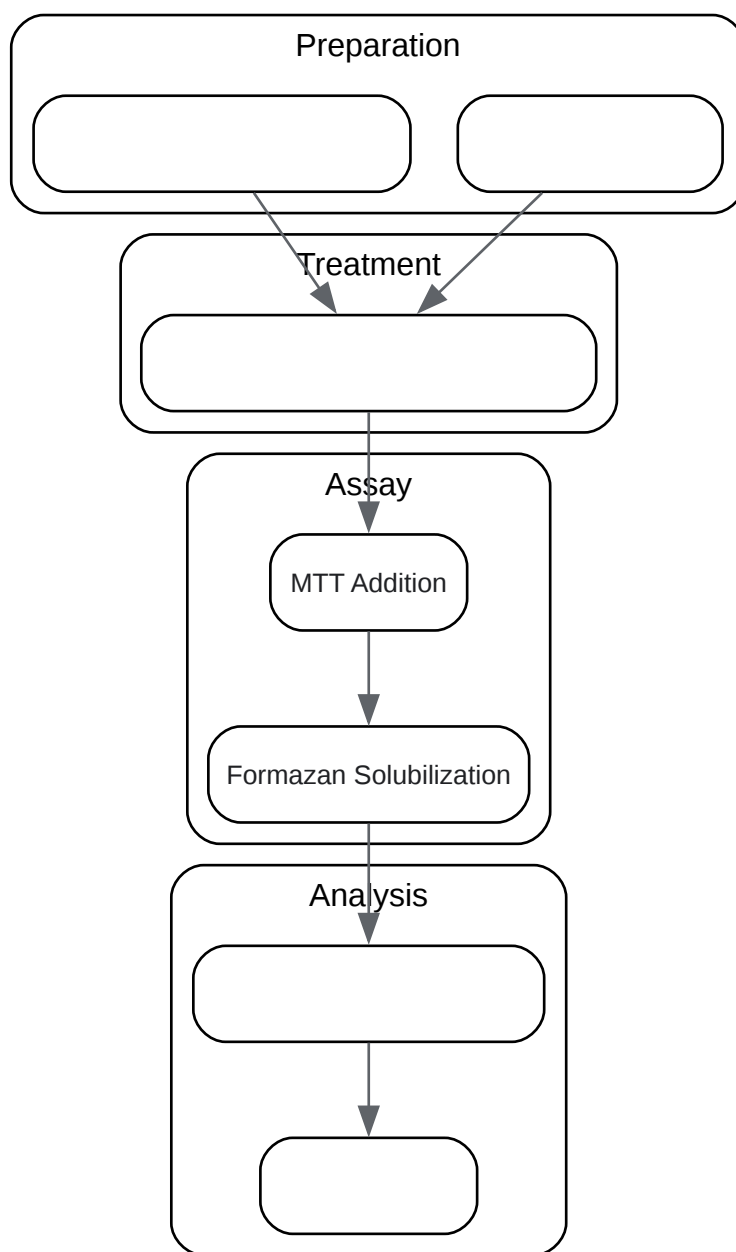 Preparation
Treatment
Assay
MTT Addition
Formazan Solubilization
Analysis